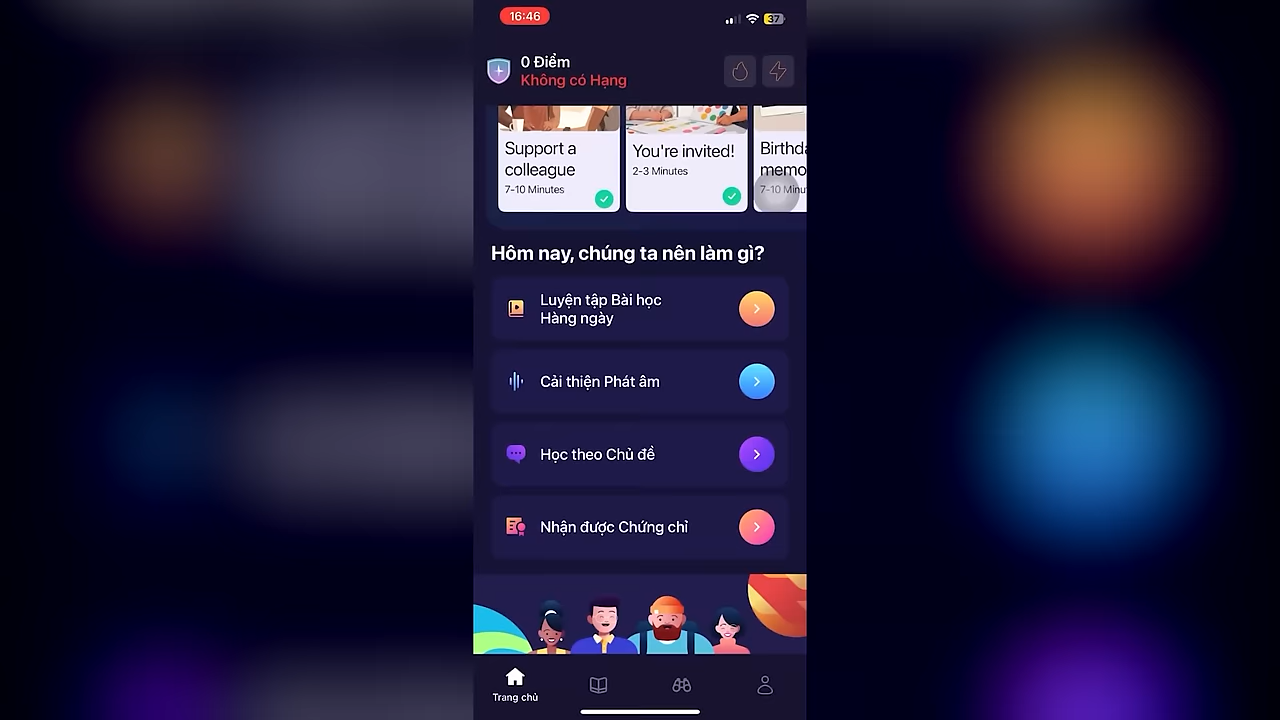 16:46
37
0 Điểm
Không có Hạng
Support a
colleague
7-10 Minutes
You're invited!
2-3 Minutes
7-10
Hôm nay, chúng ta nên làm gì?
Luyện tập Bài học
Hàng ngày
Cải thiện Phát âm
Học theo Chủ đề
Nhận được Chứng chỉ
Trang chủ